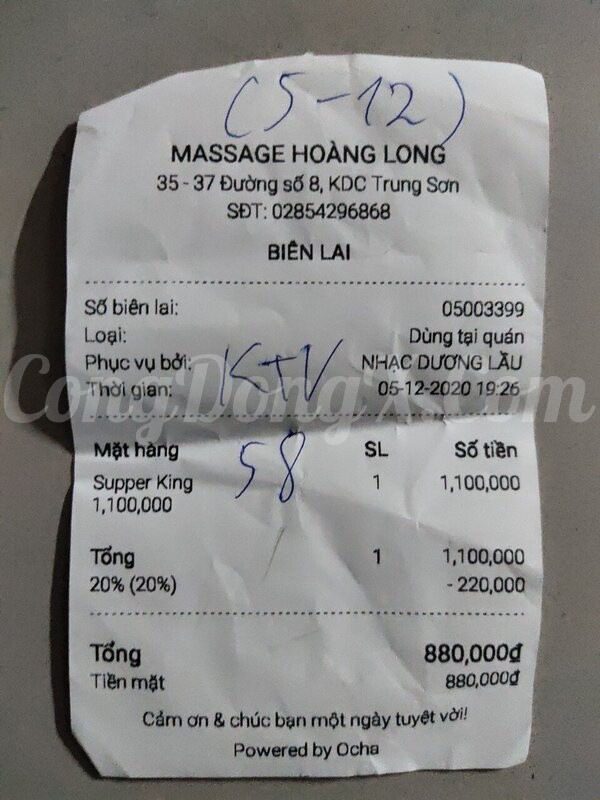 (5-12)
MASSAGE HOÀNG LONG
35 - 37 Đường số 8, KDC Trung Sơn
SĐT: 02854296868
BIÊN LAI
Số biên lai: 05003399
Loại: Dùng tại quán
Phục vụ bởi: KTV NHẠC DƯƠNG LẦU
Thời gian: 05-12-2020 19:26
Mặt hàng SL Số tiền
58
Supper King 1 1,100,000
1,100,000
Tổng 1 1,100,000
20% (20%) - 220,000
Tổng 880,000₫
Tiền mặt 880,000₫
Cảm ơn & chúc bạn một ngày tuyệt vời!
Powered by Ocha